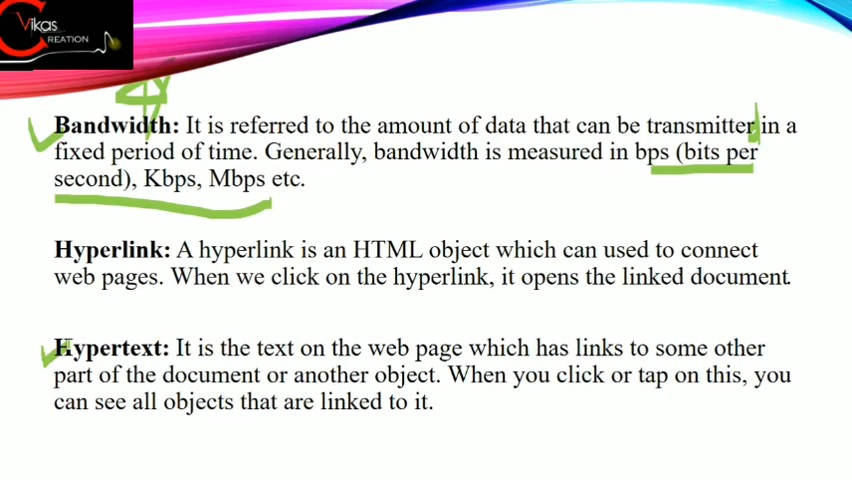 Vikas
REATION
Bandwidth: It is referred to the amount of data that can be transmitter in a
fixed period of time. Generally, bandwidth is measured in bps (bits per
second), Kbps, Mbps etc.
Hyperlink: A hyperlink is an HTML object which can used to connect
web pages. When we click on the hyperlink, it opens the linked document.
Hypertext: It is the text on the web page which has links to some other
part of the document or another object. When you click or tap on this, you
can see all objects that are linked to it.